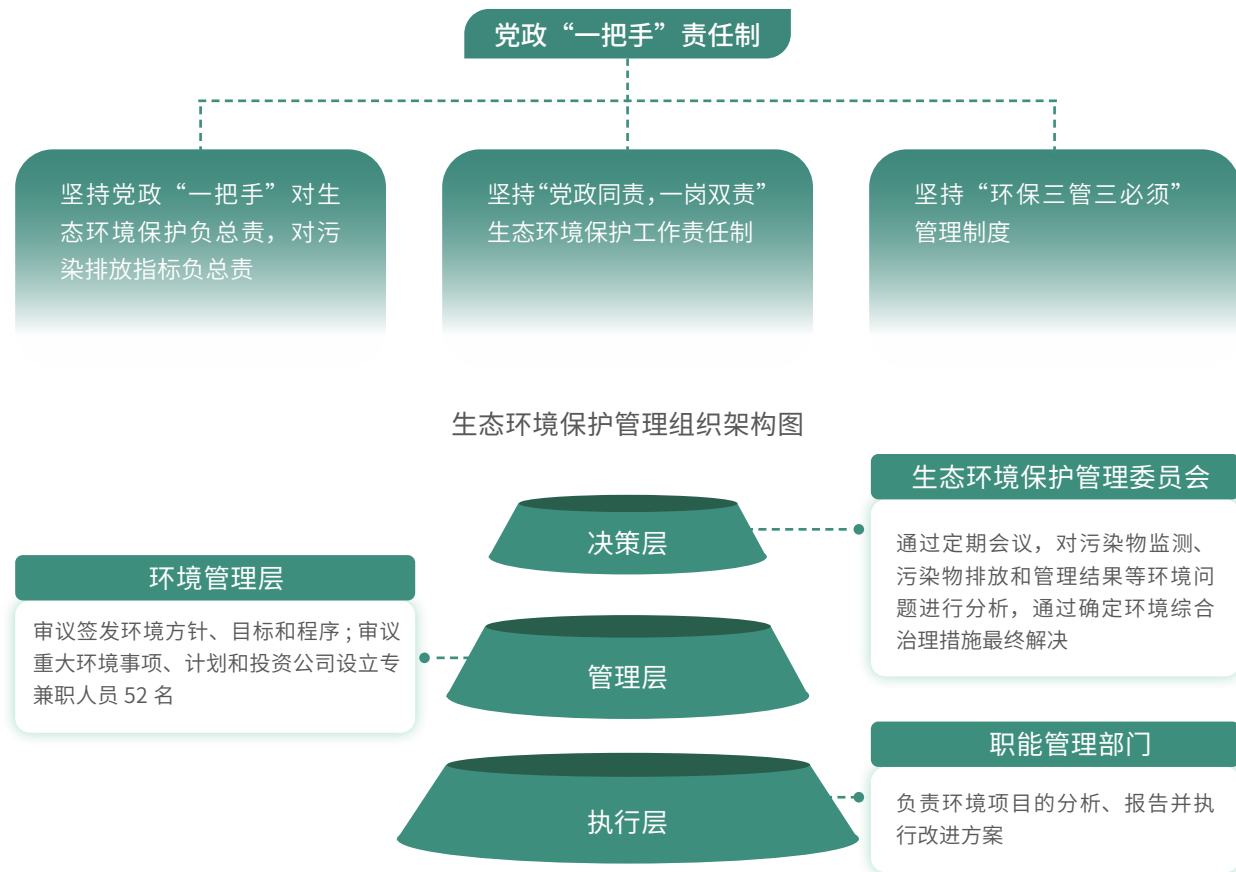 党政“一把手”责任制
坚持党政“一把手”对生
态环境保护负总责，对污
染排放指标负总责
坚持“党政同责，一岗双责”
生态环境保护工作责任制
坚持“环保三管三必须”
管理制度
生态环境保护管理组织架构图
决策层
生态环境保护管理委员会
通过定期会议，对污染物监测、
污染物排放和管理结果等环境问
题进行分析，通过确定环境综合
治理措施最终解决
环境管理层
审议签发环境方针、目标和程序；审议
重大环境事项、计划和投资公司设立专
兼职人员 52 名
管理层
职能管理部门
负责环境项目的分析、报告并执
行改进方案
执行层